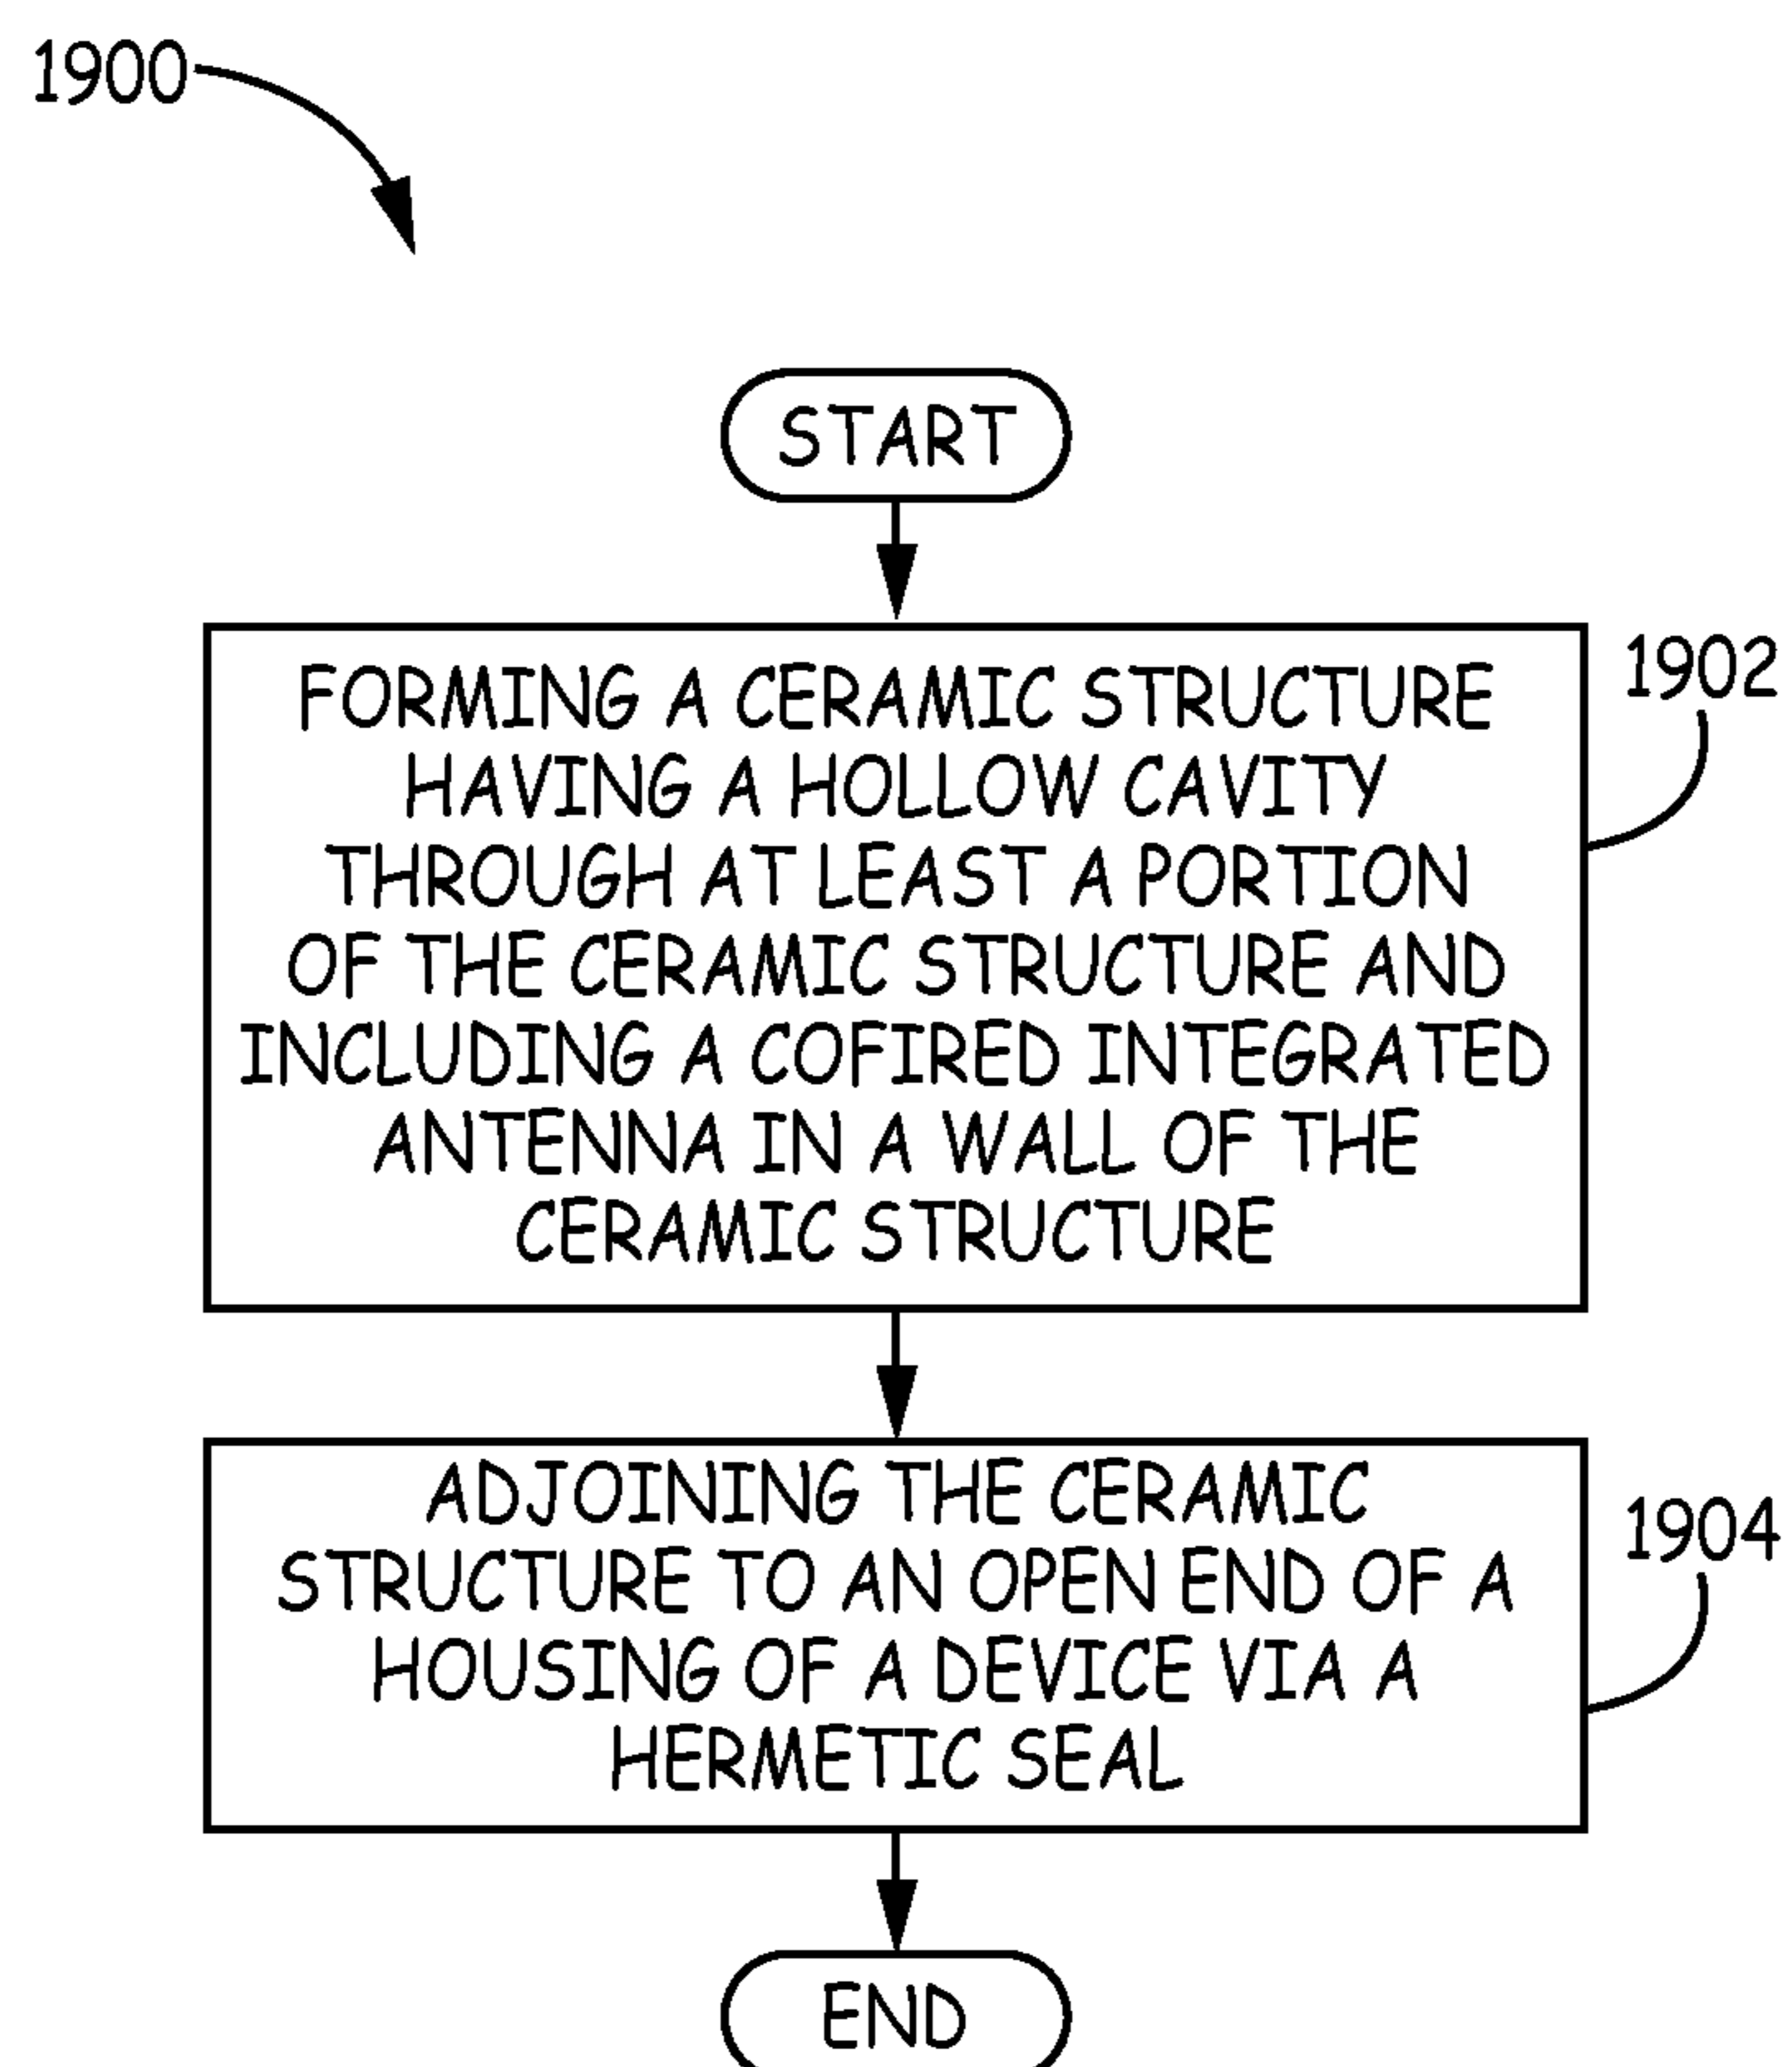 1900
START
FORMING A CERAMIC STRUCTURE
HAVING A HOLLOW CAVITY
THROUGH AT LEAST A PORTION
OF THE CERAMIC STRUCTURE AND
INCLUDING A COFIRED INTEGRATED
ANTENNA IN A WALL OF THE
CERAMIC STRUCTURE
1902
ADJOINING THE CERAMIC
STRUCTURE TO AN OPEN END OF A
HOUSING OF A DEVICE VIA A
HERMETIC SEAL
1904
END